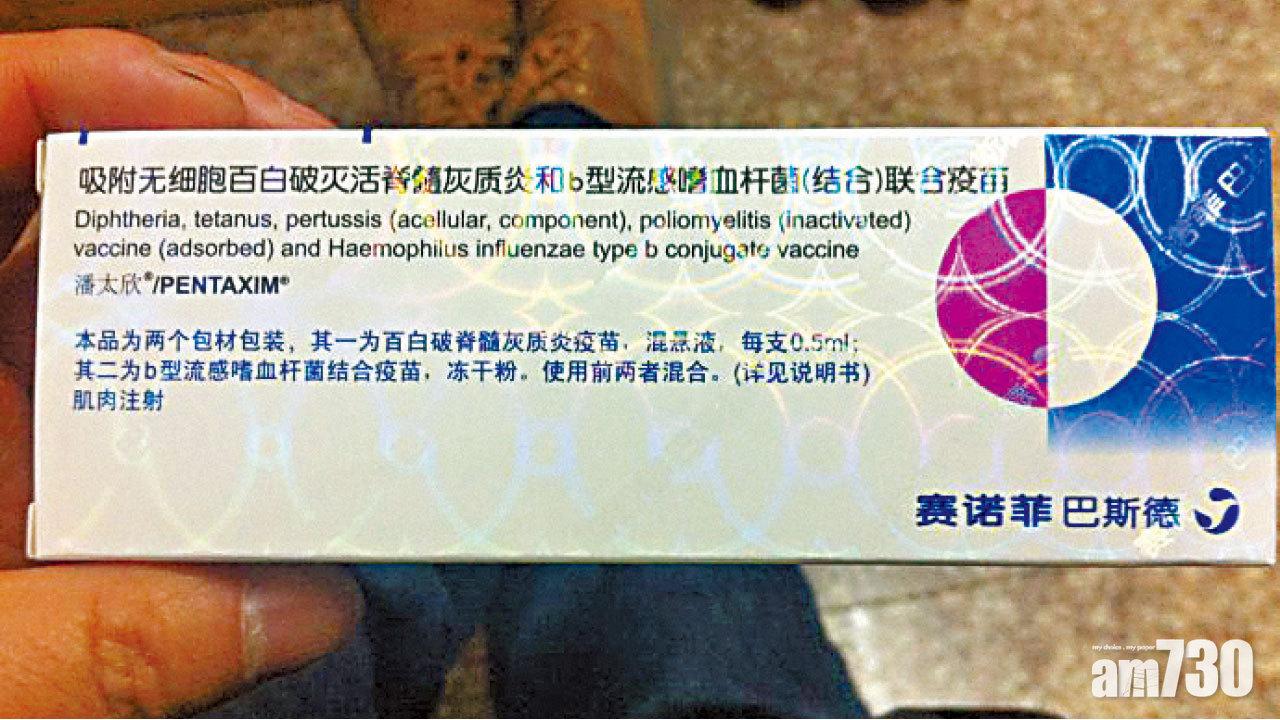 吸附无细胞百白破灭活脊髓灰质炎和b型流感嗜血杆菌(结合)联合疫苗
Diphtheria, tetanus, pertussis (acellular, component), poliomyelitis (inactivated)
vaccine (adsorbed) and Haemophilus influenzae type b conjugate vaccine
潘太欣®/PENTAXIM®
本品为两个包材包装，其一为百白破脊髓灰质炎疫苗，混悬液，每支0.5ml；
其二为b型流感嗜血杆菌结合疫苗，冻干粉。使用前两者混合。(详见说明书)
肌肉注射
赛诺菲 巴斯德
my choice . my paper
am730